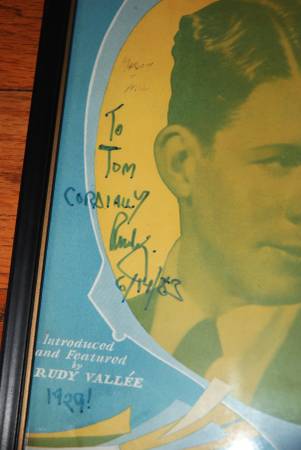 To
Tom
CORDIALLY
Rudy
6/14/83
Introduced
and Featured
by
RUDY VALLÉE
1929!